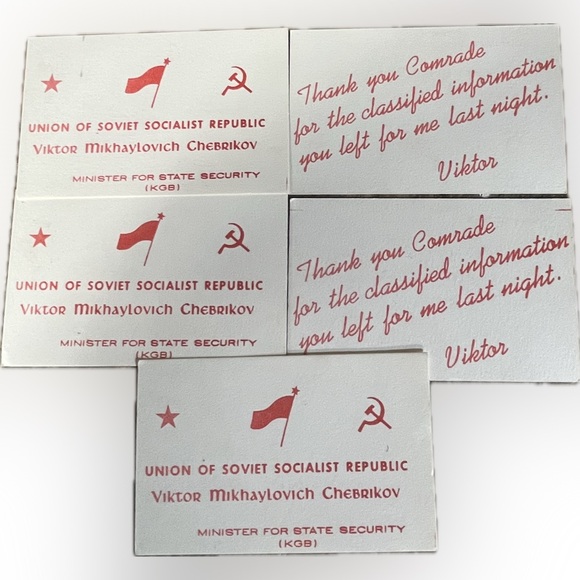 UNION OF SOVIET SOCIALIST REPUBLIC
Viktor Mikhaylovich Chebrikov
MINISTER FOR STATE SECURITY
(KGB)
Thank you Comrade
for the classified information
you left for me last night.
Viktor
UNION OF SOVIET SOCIALIST REPUBLIC
Viktor Mikhaylovich Chebrikov
MINISTER FOR STATE SECURITY
(KGB)
Thank you Comrade
for the classified information
you left for me last night.
Viktor
UNION OF SOVIET SOCIALIST REPUBLIC
Viktor Mikhaylovich Chebrikov
MINISTER FOR STATE SECURITY
(KGB)